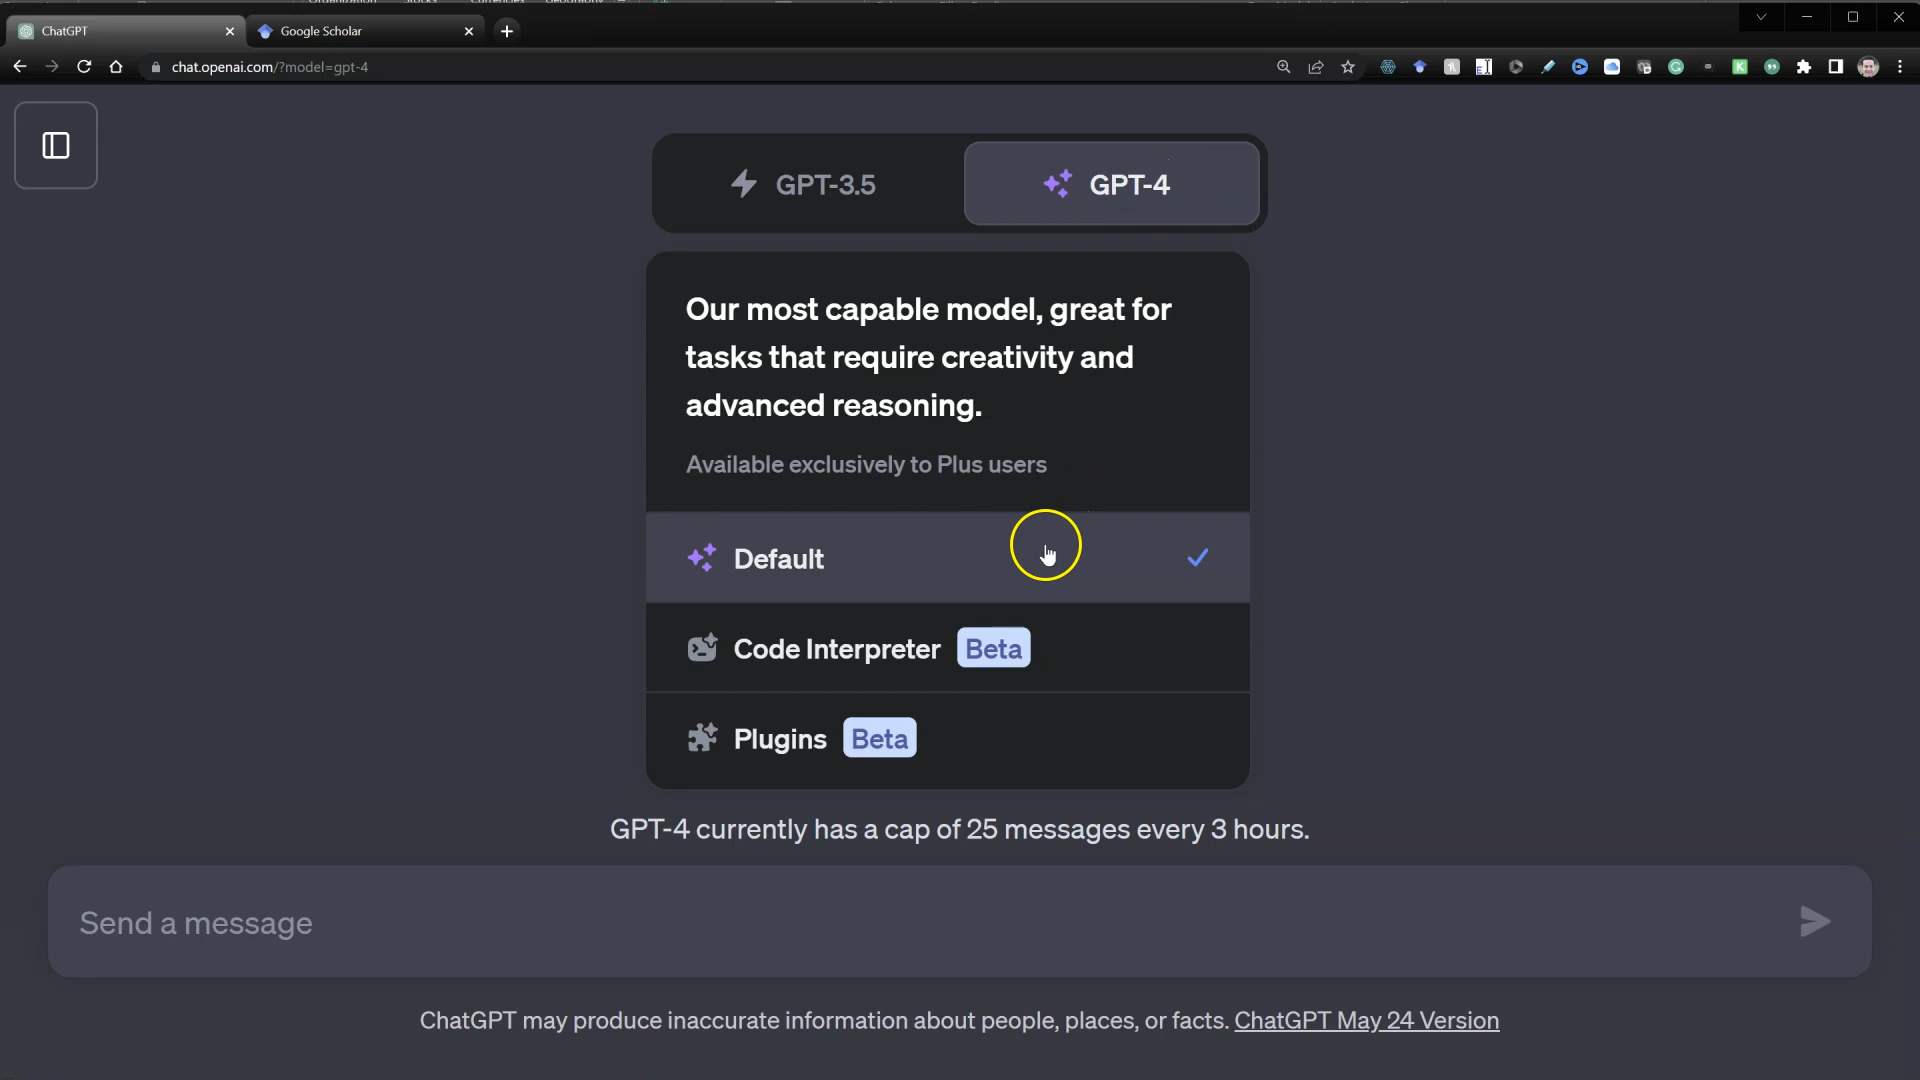 ChatGPT
Google Scholar
chat.openai.com/?model=gpt-4
GPT-3.5
GPT-4
Our most capable model, great for
tasks that require creativity and
advanced reasoning.
Available exclusively to Plus users
Default
Code Interpreter Beta
Plugins Beta
GPT-4 currently has a cap of 25 messages every 3 hours.
Send a message
ChatGPT may produce inaccurate information about people, places, or facts. ChatGPT May 24 Version